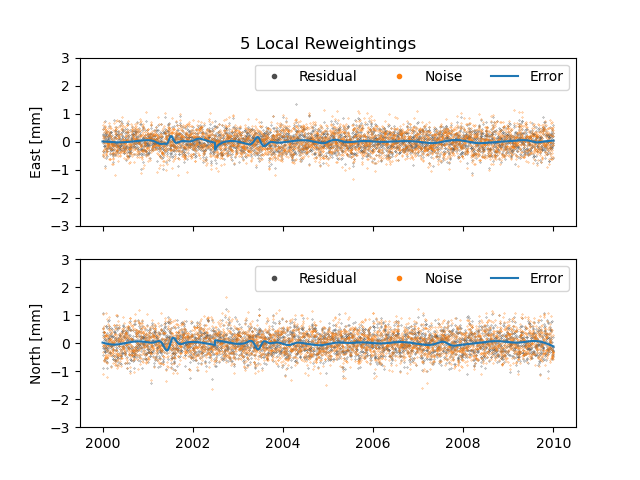 5 Local Reweightings
Residual Noise Error
East [mm]
3
2
1
0
−1
−2
−3
Residual Noise Error
North [mm]
3
2
1
0
−1
−2
−3
2000 2002 2004 2006 2008 2010